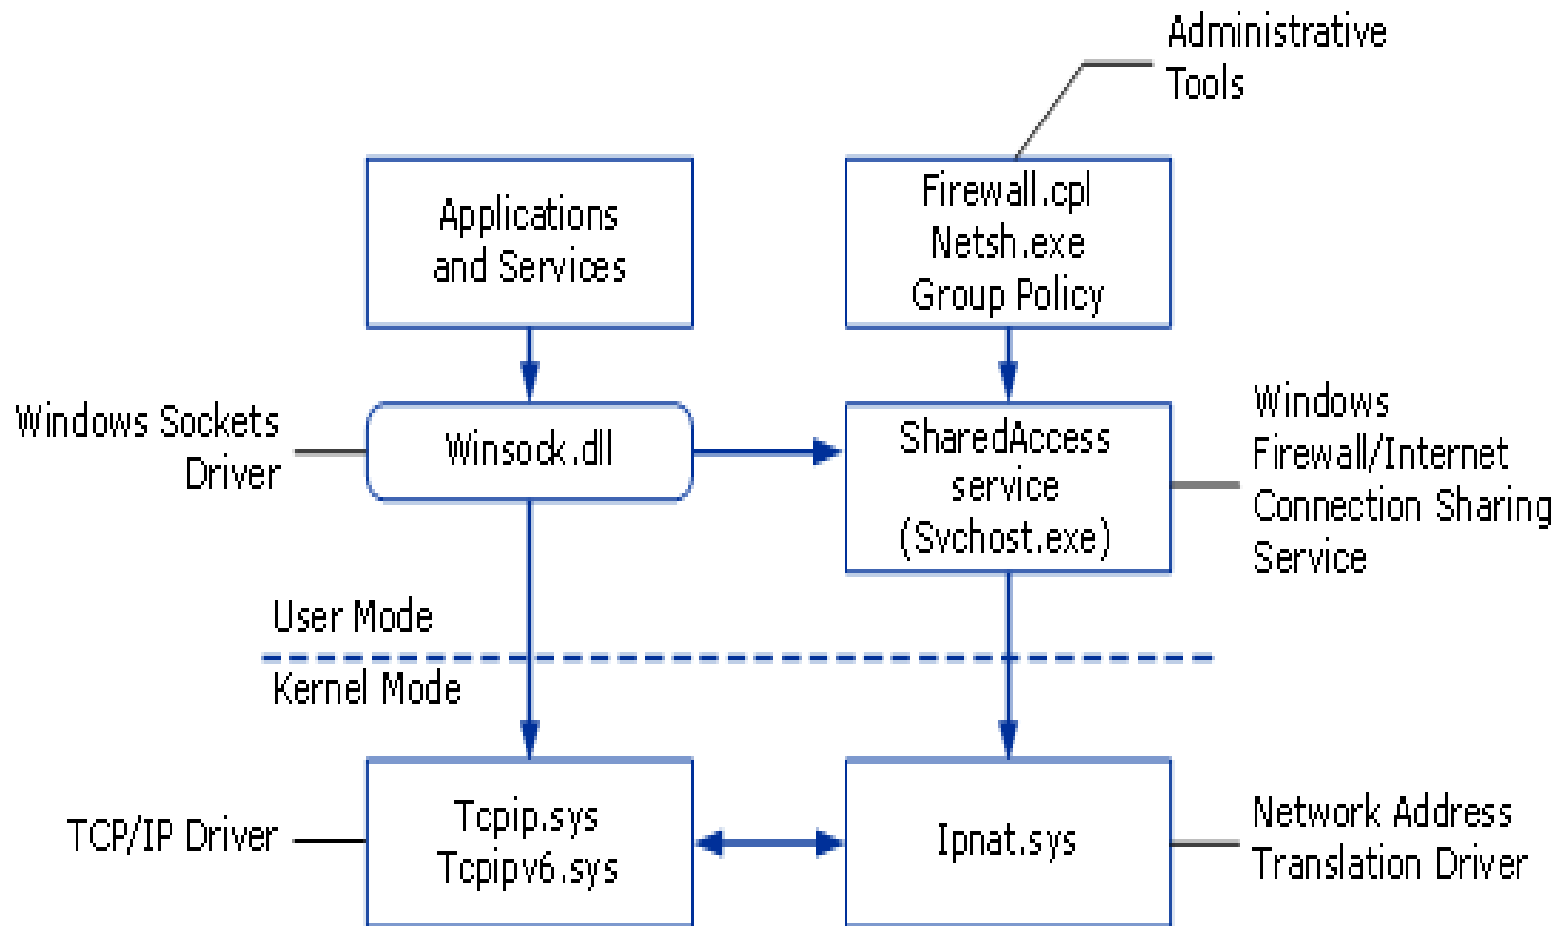 Administrative
Tools
Applications
and Services
Firewall.cpl
Netsh.exe
Group Policy
Windows Sockets
Driver
Winsock.dll
SharedAccess
service
(Svchost.exe)
Windows
Firewall/Internet
Connection Sharing
Service
User Mode
Kernel Mode
TCP/IP Driver
Tcpip.sys
Tcpipv6.sys
Ipnat.sys
Network Address
Translation Driver